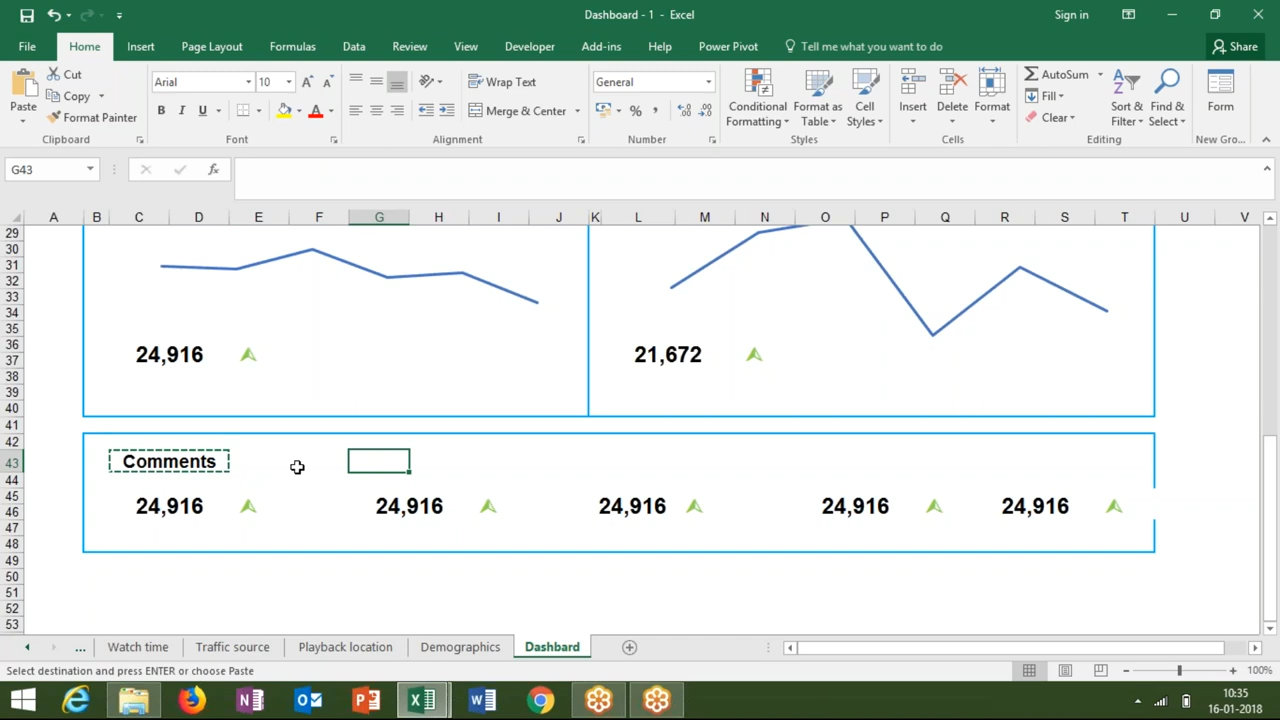 Dashboard - 1 - Excel
Sign in
File
Home
Insert
Page Layout
Formulas
Data
Review
View
Developer
Add-ins
Help
Power Pivot
Tell me what you want to do
Share
Paste
Cut
Copy
Format Painter
Clipboard
Arial
10
B I U
A A
Font
Wrap Text
Merge & Center
Alignment
General
%
Number
Conditional
Formatting
Format as
Table
Cell
Styles
Styles
Insert
Delete
Format
Cells
AutoSum
Fill
Clear
Sort &
Filter
Find &
Select
Editing
Form
New Gro...
G43
fx
A B C D E F G H I J K L M N O P Q R S T U V
29
30
31
32
33
34
35
36
37
38
39
40
41
42
43
44
45
46
47
48
49
50
51
52
53
24,916
21,672
Comments
24,916 24,916 24,916 24,916 24,916
... Watch time Traffic source Playback location Demographics Dashbard
Select destination and press ENTER or choose Paste
100%
10:35
16-01-2018